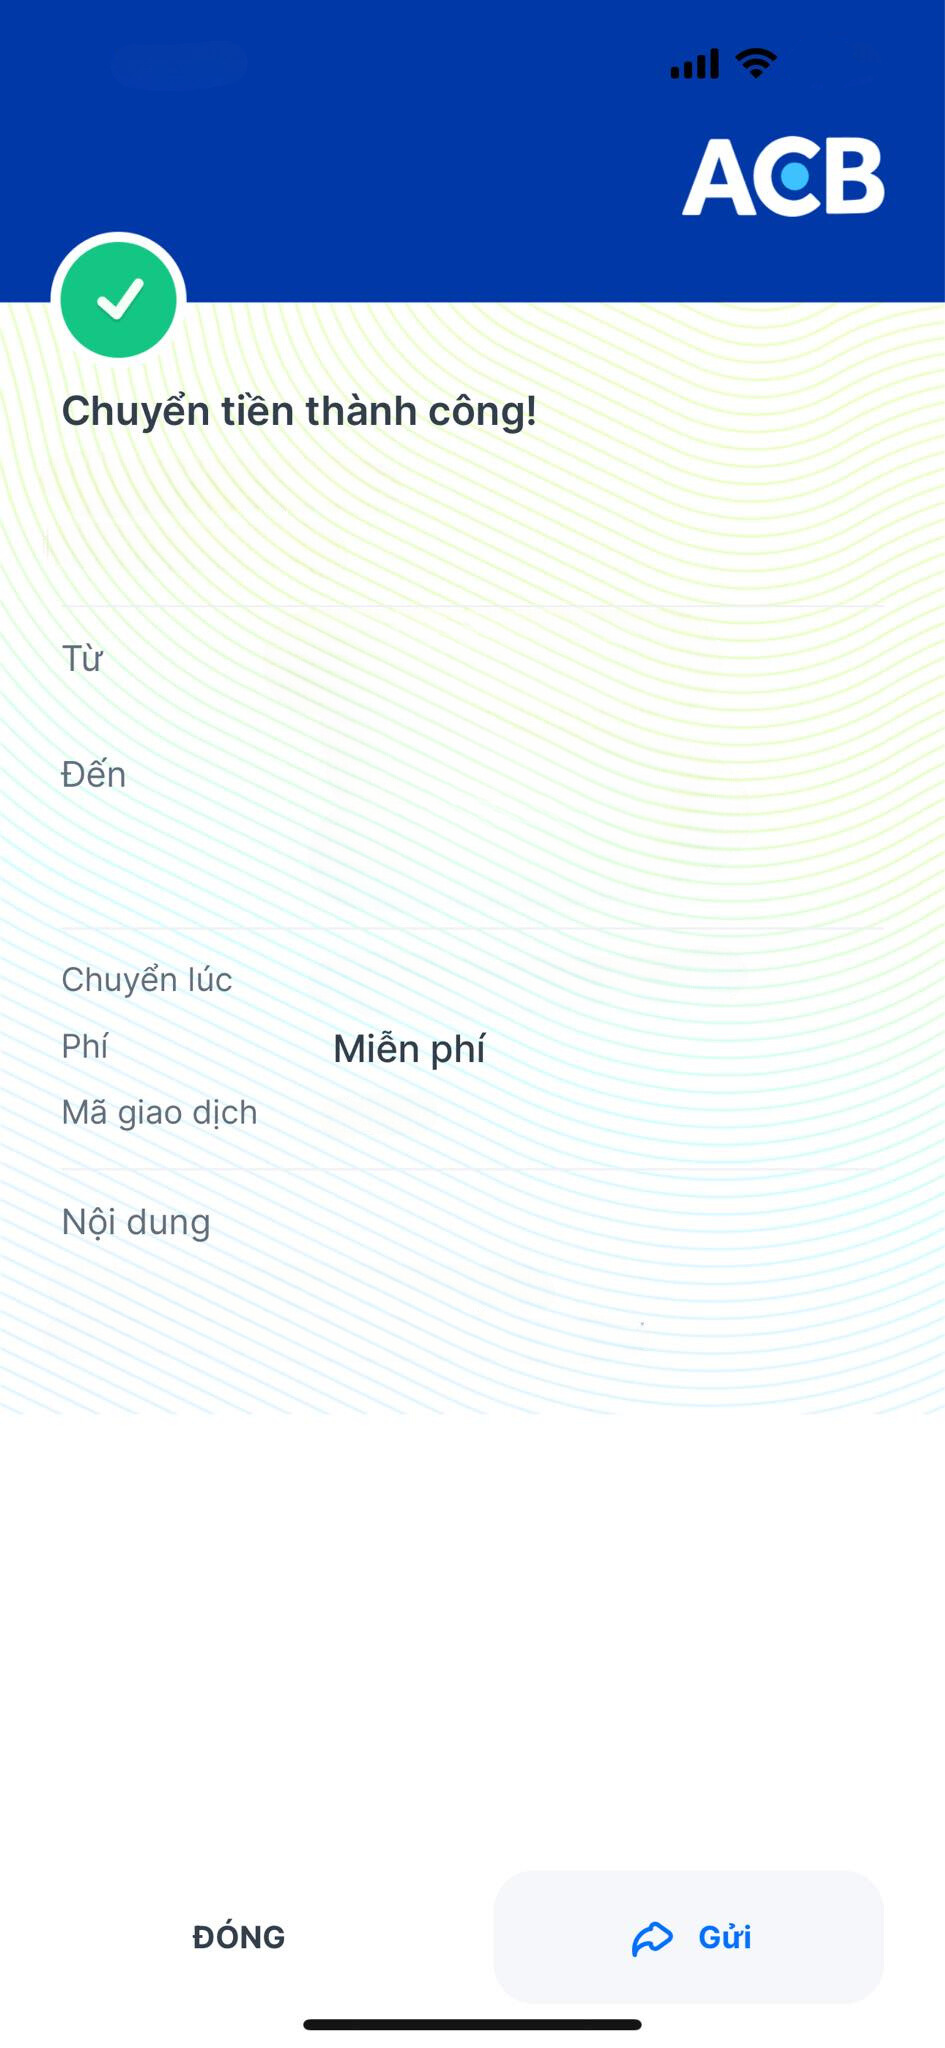 ACB
Chuyển tiền thành công!
Từ
Đến
Chuyển lúc
Phí Miễn phí
Mã giao dịch
Nội dung
ĐÓNG Gửi